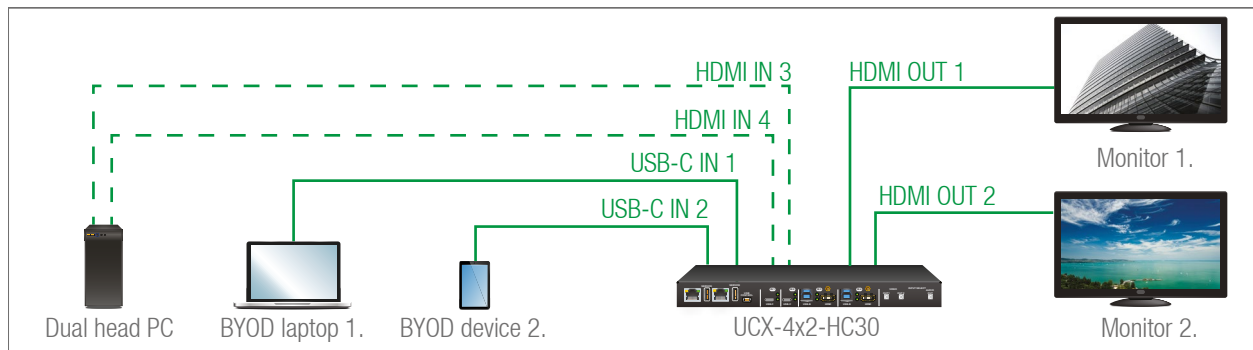 HDMI IN 3
HDMI OUT 1
HDMI IN 4
Monitor 1.
USB-C IN 1
HDMI OUT 2
USB-C IN 2
Dual head PC
BYOD laptop 1.
BYOD device 2.
UCX-4x2-HC30
Monitor 2.